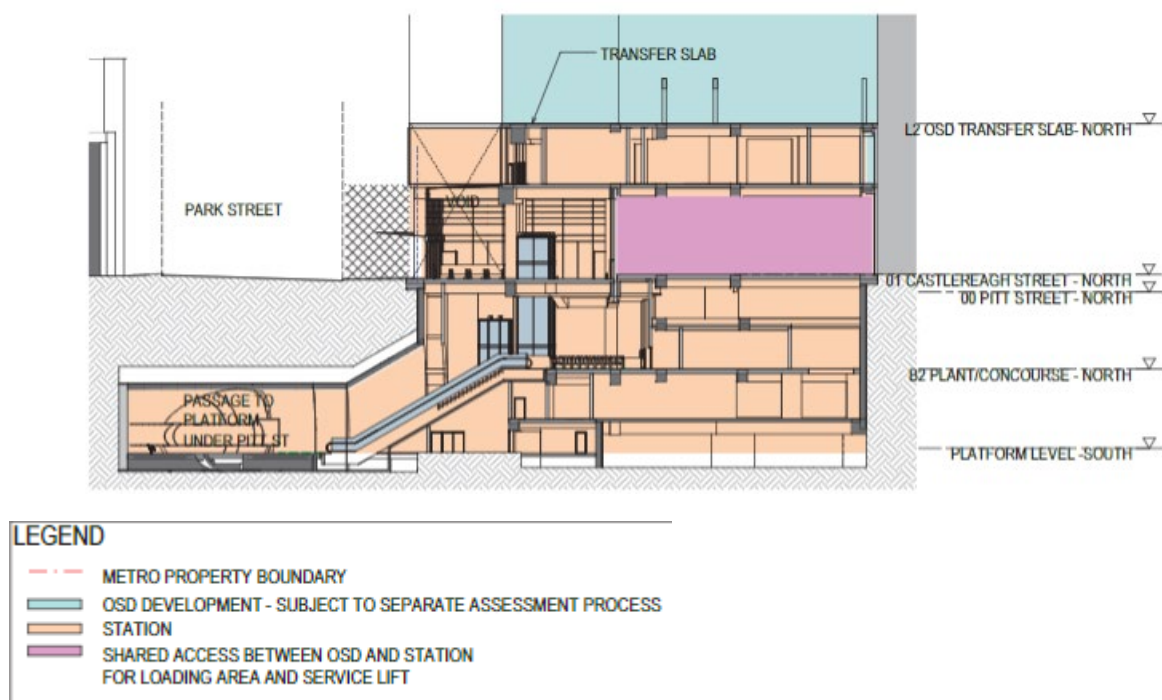 TRANSFER SLAB
L2 OSD TRANSFER SLAB- NORTH
PARK STREET
VOID
01 CASTLEREAGH STREET - NORTH
00 PITT STREET - NORTH
B2 PLANT/CONCOURSE - NORTH
PASSAGE TO
PLATFORM
UNDER PITT ST
PLATFORM LEVEL -SOUTH
LEGEND
METRO PROPERTY BOUNDARY
OSD DEVELOPMENT - SUBJECT TO SEPARATE ASSESSMENT PROCESS
STATION
SHARED ACCESS BETWEEN OSD AND STATION
FOR LOADING AREA AND SERVICE LIFT